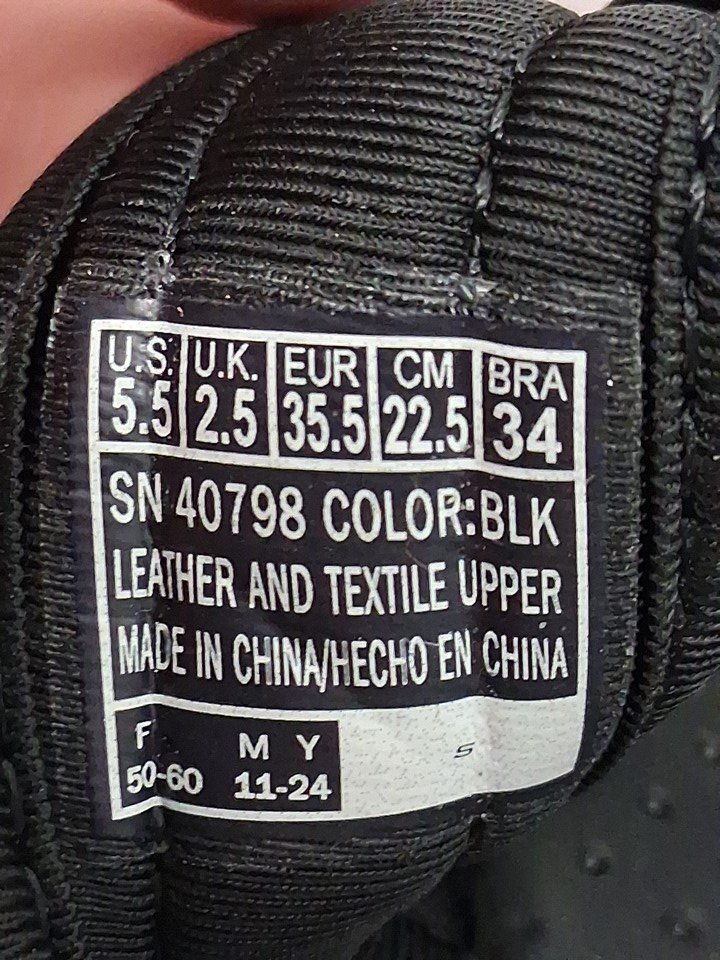 U.S. U.K. EUR CM BRA
5.5 2.5 35.5 22.5 34
SN 40798 COLOR:BLK
LEATHER AND TEXTILE UPPER
MADE IN CHINA/HECHO EN CHINA
F M Y
50-60 11-24
S